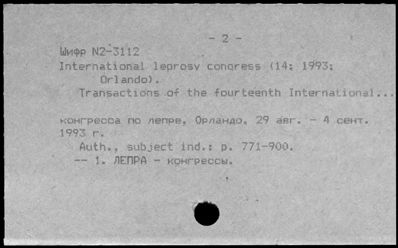 - 2 -
Шифр N2-3112
International leprosy congress (14; 1993;
Orlando).
Transactions of the fourteenth International...
конгресса по лепре, Орландо, 29 авг. - 4 сент.
1993 г.
Auth., subject ind.: p. 771-900.
-- 1. ЛЕПРА - конгрессы.